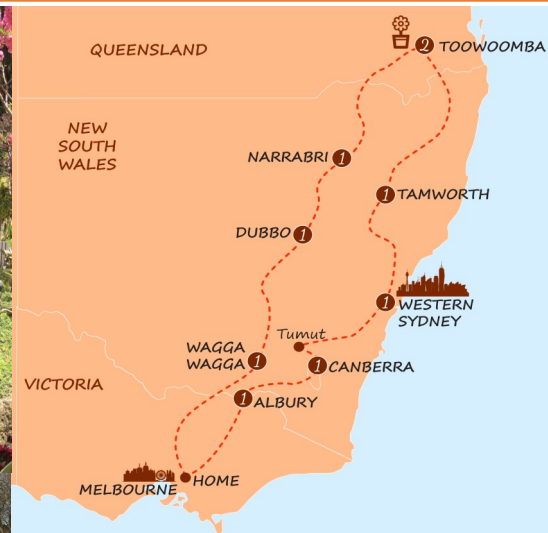 QUEENSLAND
2 TOOWOOMBA
NEW
SOUTH
WALES
NARRABRI 1
1 TAMWORTH
DUBBO 1
1 WESTERN
SYDNEY
Tumut
WAGGA
WAGGA 1
1 CANBERRA
VICTORIA
1 ALBURY
MELBOURNE HOME